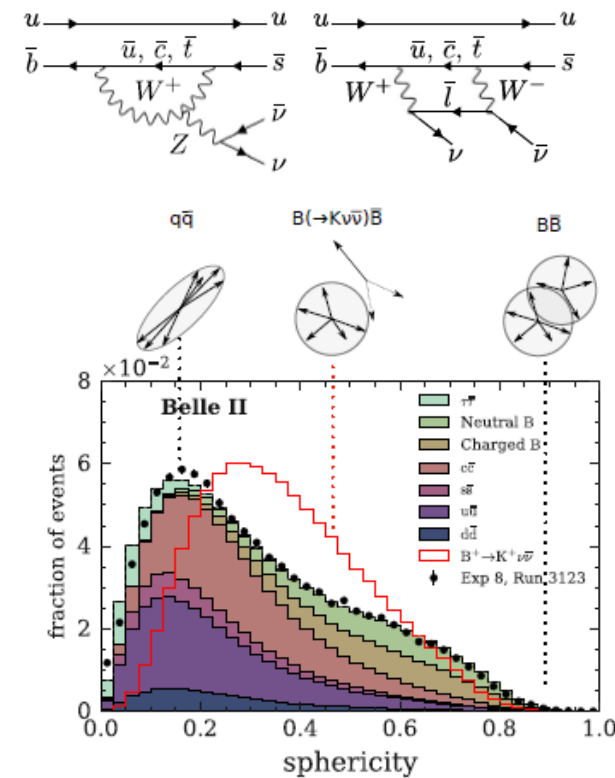 u u u u
b̄ ū, c̄, t̄ s̄ b̄ ū, c̄, t̄ s̄
W⁺ W⁺ l̄ W⁻
Z ν̄ ν ν ν̄
qq̄ B(→Kνν̄)B̄ BB̄
×10⁻²
Belle II
τ̄τ
Neutral B
Charged B
cc̄
ss̄
uū
dd̄
B⁺→K⁺νν̄
Exp 8, Run 3123
fraction of events
8
6
4
2
0
0.0 0.2 0.4 0.6 0.8 1.0
sphericity